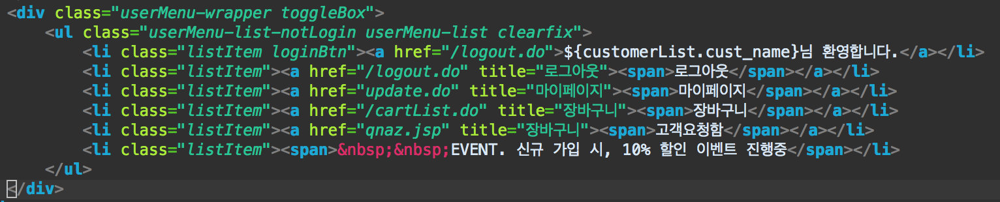 <div class="userMenu-wrapper toggleBox">
    <ul class="userMenu-list-notLogin userMenu-list clearfix">
        <li class="listItem loginBtn"><a href="/logout.do">${customerList.cust_name}님 환영합니다.</a></li>
        <li class="listItem"><a href="/logout.do" title="로그아웃"><span>로그아웃</span></a></li>
        <li class="listItem"><a href="update.do" title="마이페이지"><span>마이페이지</span></a></li>
        <li class="listItem"><a href="/cartList.do" title="장바구니"><span>장바구니</span></a></li>
        <li class="listItem"><a href="qnaz.jsp" title="장바구니"><span>고객요청함</span></a></li>
        <li class="listItem"><span>&nbsp;&nbsp;EVENT. 신규 가입 시, 10% 할인 이벤트 진행중</span></li>
    </ul>
</div>